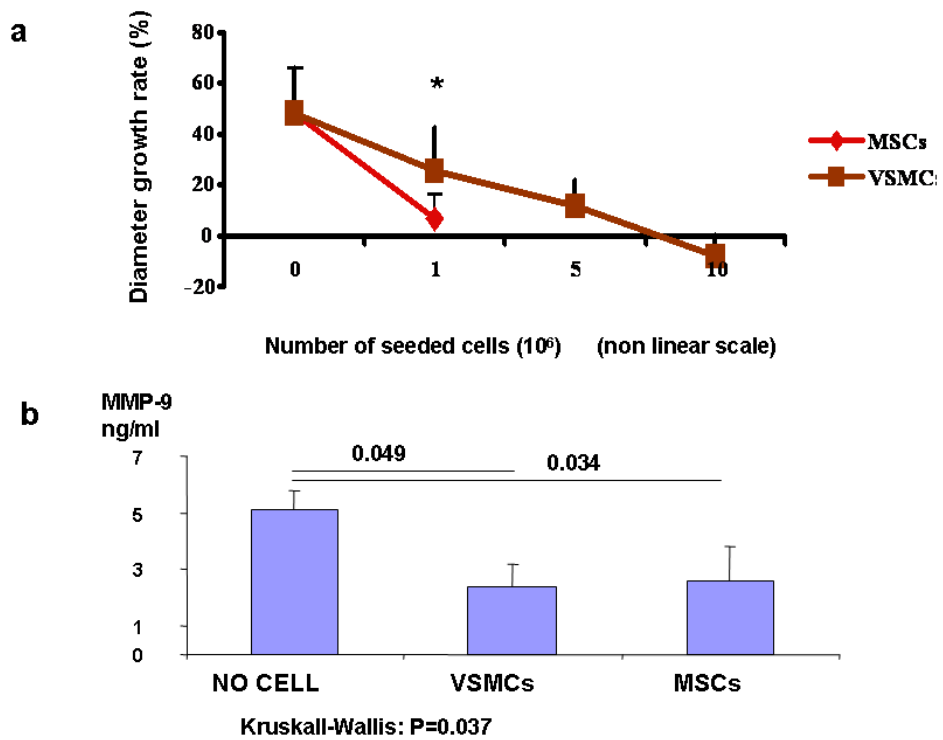 a
Diameter growth rate (%)
80
60
40
20
0
-20
*
0 1 5 10
MSCs
VSMCs
Number of seeded cells (10⁶) (non linear scale)
b
MMP-9
ng/ml
7
5
3
1
0
0.049
0.034
NO CELL VSMCs MSCs
Kruskall-Wallis: P=0.037